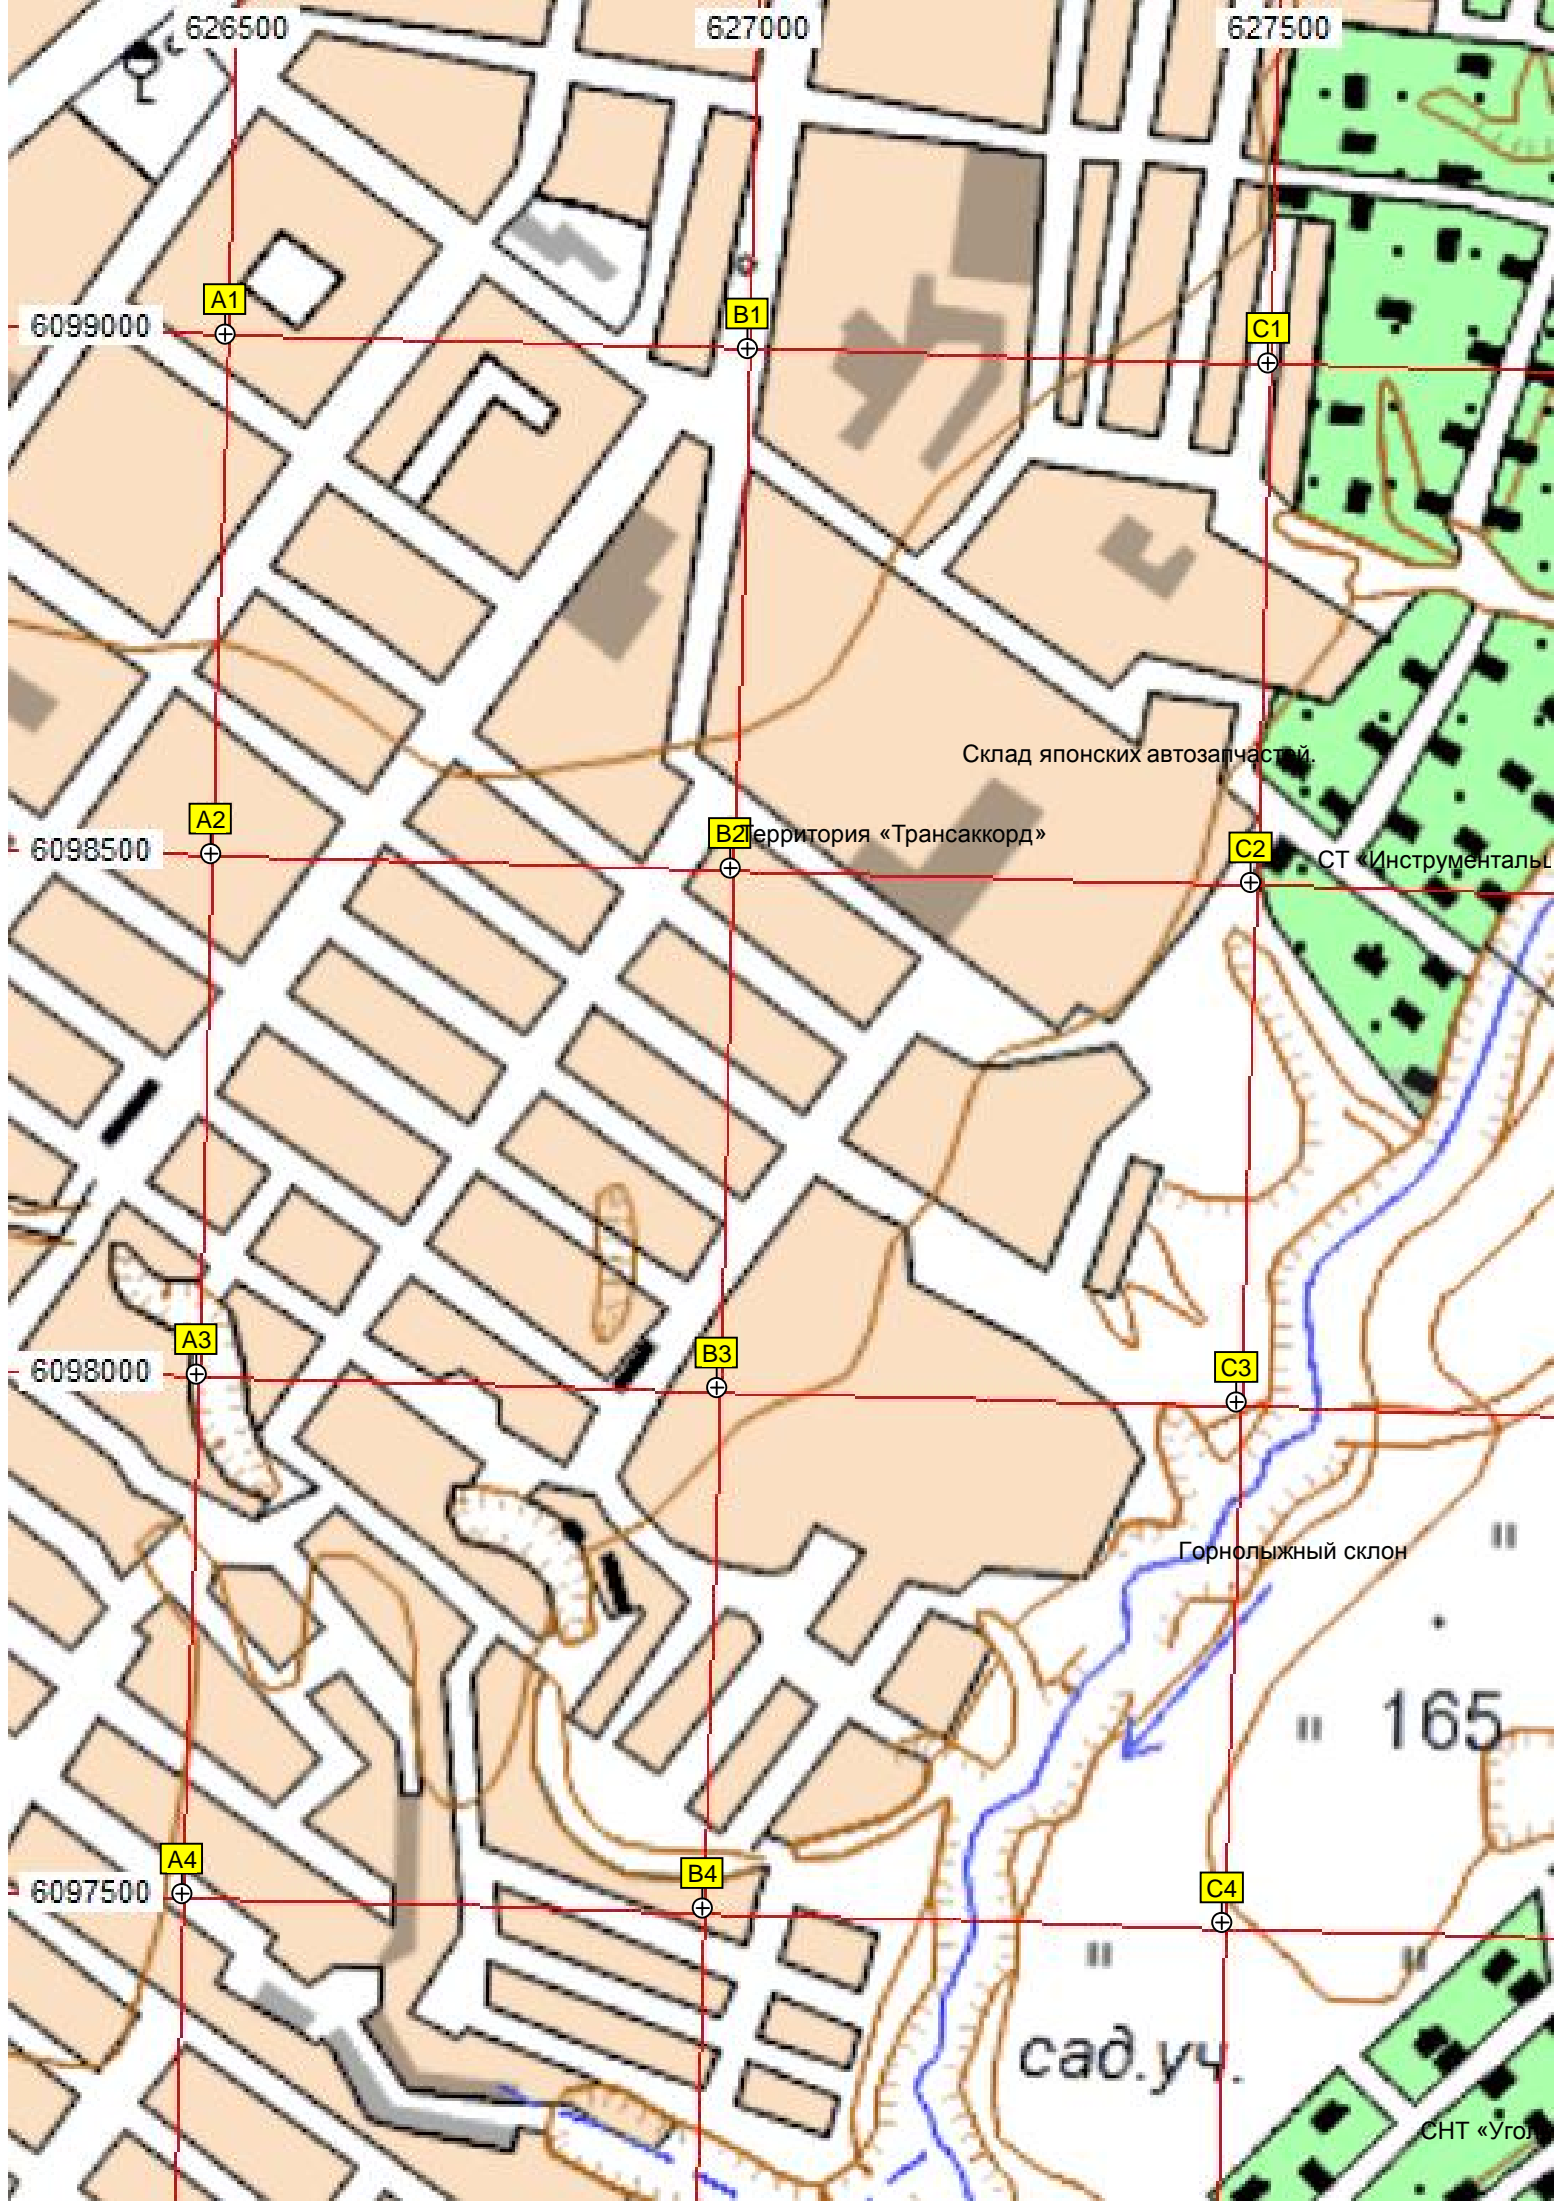 626500 627000 627500
A1 B1 C1
6099000
Склад японских автозапчастей.
A2 B2 Территория «Трансаккорд» C2
6098500
СТ «Инструментальщ
A3 B3 C3
6098000
Горнолыжный склон
165
A4 B4 C4
6097500
сад.уч.
СНТ «Угол